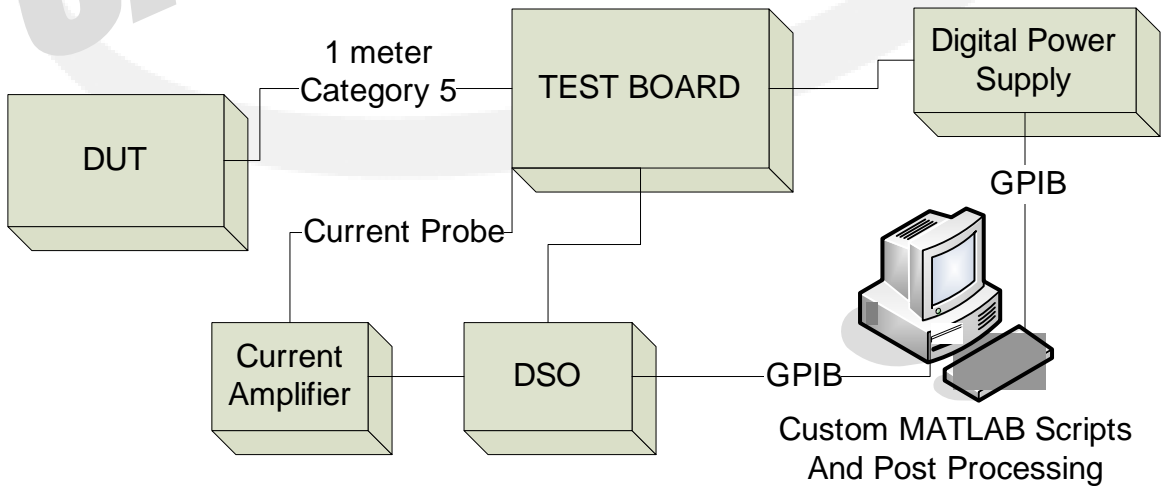 1 meter
Category 5
TEST BOARD
Digital Power
Supply
DUT
GPIB
Current Probe
Current
Amplifier
DSO
GPIB
Custom MATLAB Scripts
And Post Processing